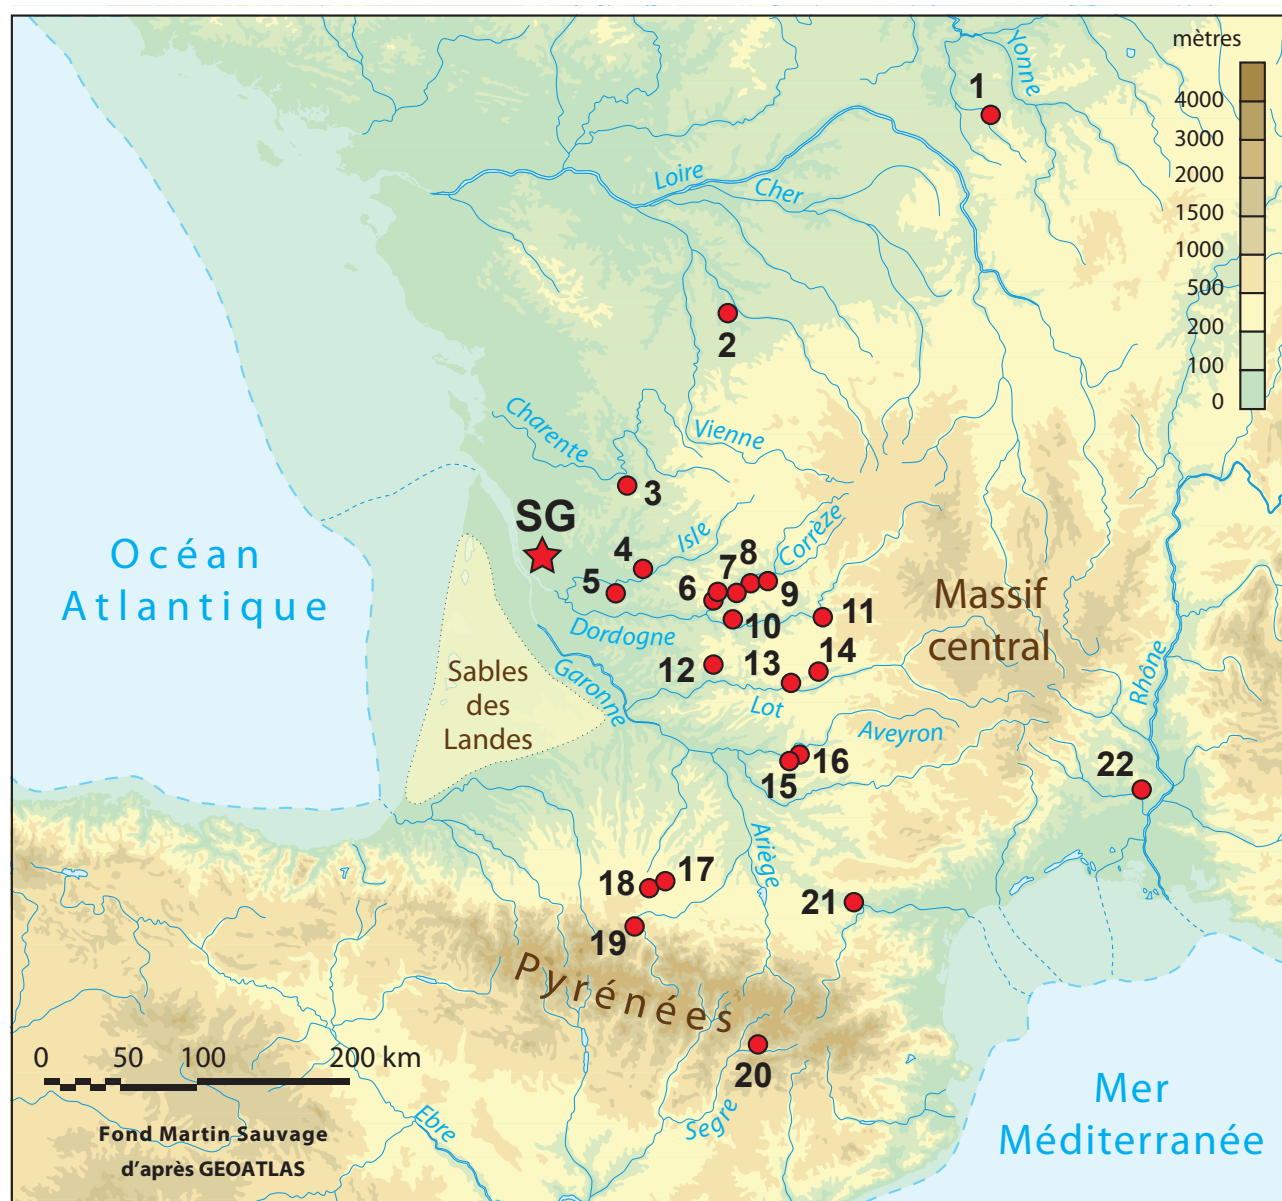 mètres
4000
3000
2000
1500
1000
500
200
100
0
Yonne
1
Loire
Cher
2
Charente
Vienne
3
SG
Isle
Corrèze
4
5
6
7
8
9
10
11
Dordogne
Océan
Atlantique
Massif
central
Rhône
12
13
14
Lot
Garonne
Sables
des
Landes
Aveyron
15
16
22
Ariège
17
18
19
21
Pyrénées
20
Segre
Ebre
0 50 100 200 km
Fond Martin Sauvage
d'après GEOATLAS
Mer
Méditerranée